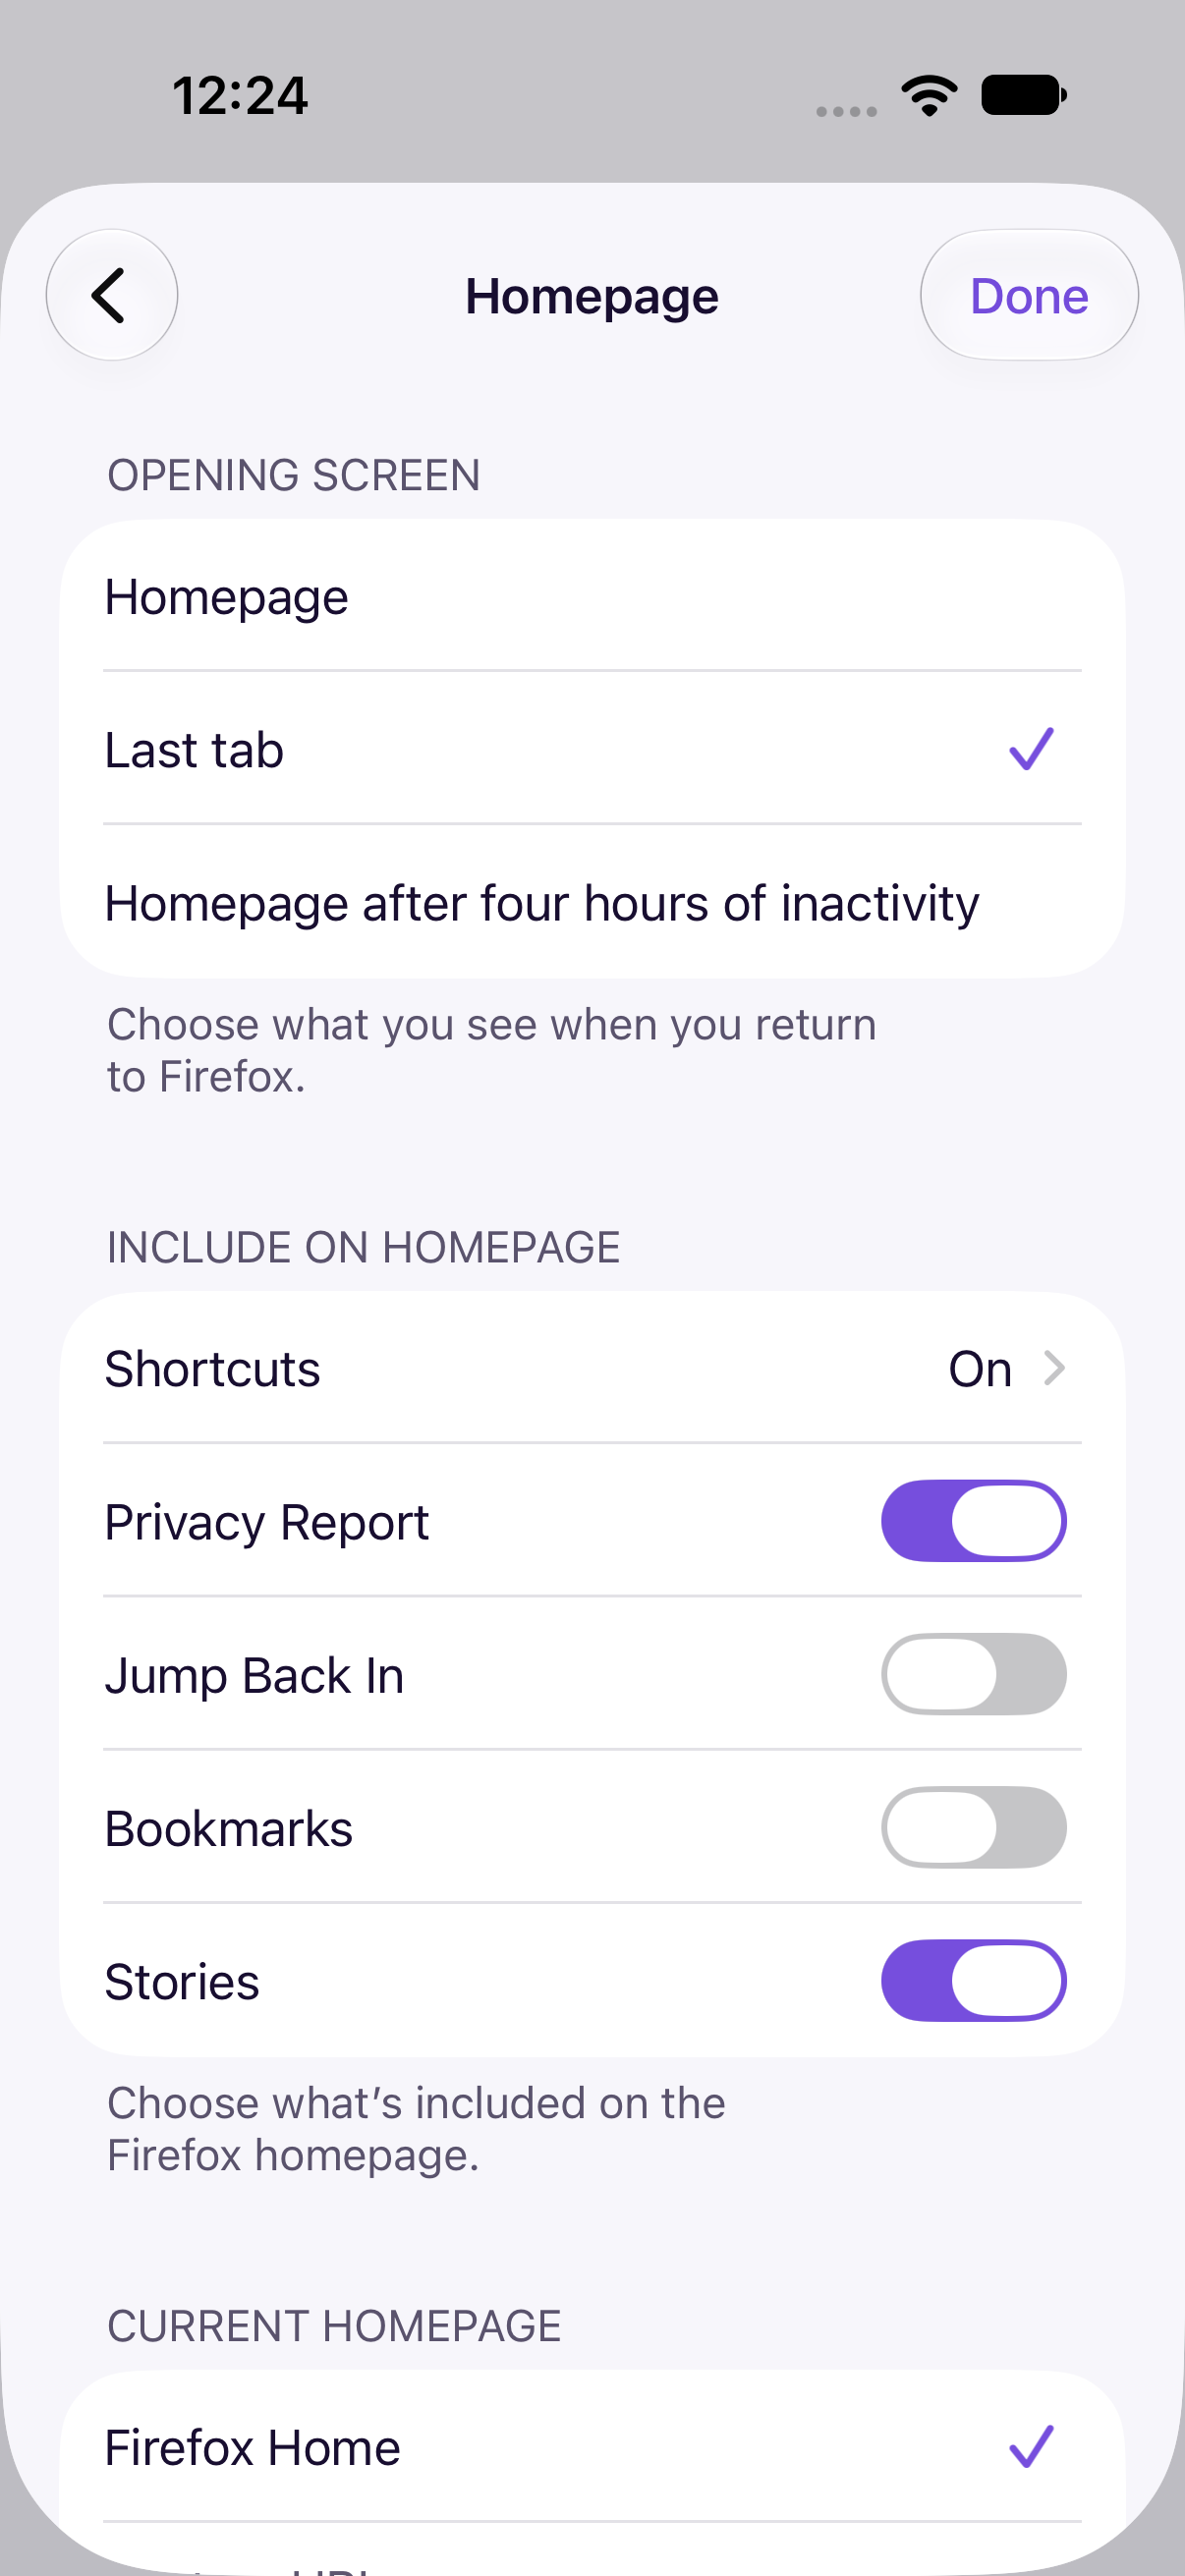 12:24
Homepage
Done
OPENING SCREEN
Homepage
Last tab
Homepage after four hours of inactivity
Choose what you see when you return
to Firefox.
INCLUDE ON HOMEPAGE
Shortcuts On
Privacy Report
Jump Back In
Bookmarks
Stories
Choose what’s included on the
Firefox homepage.
CURRENT HOMEPAGE
Firefox Home